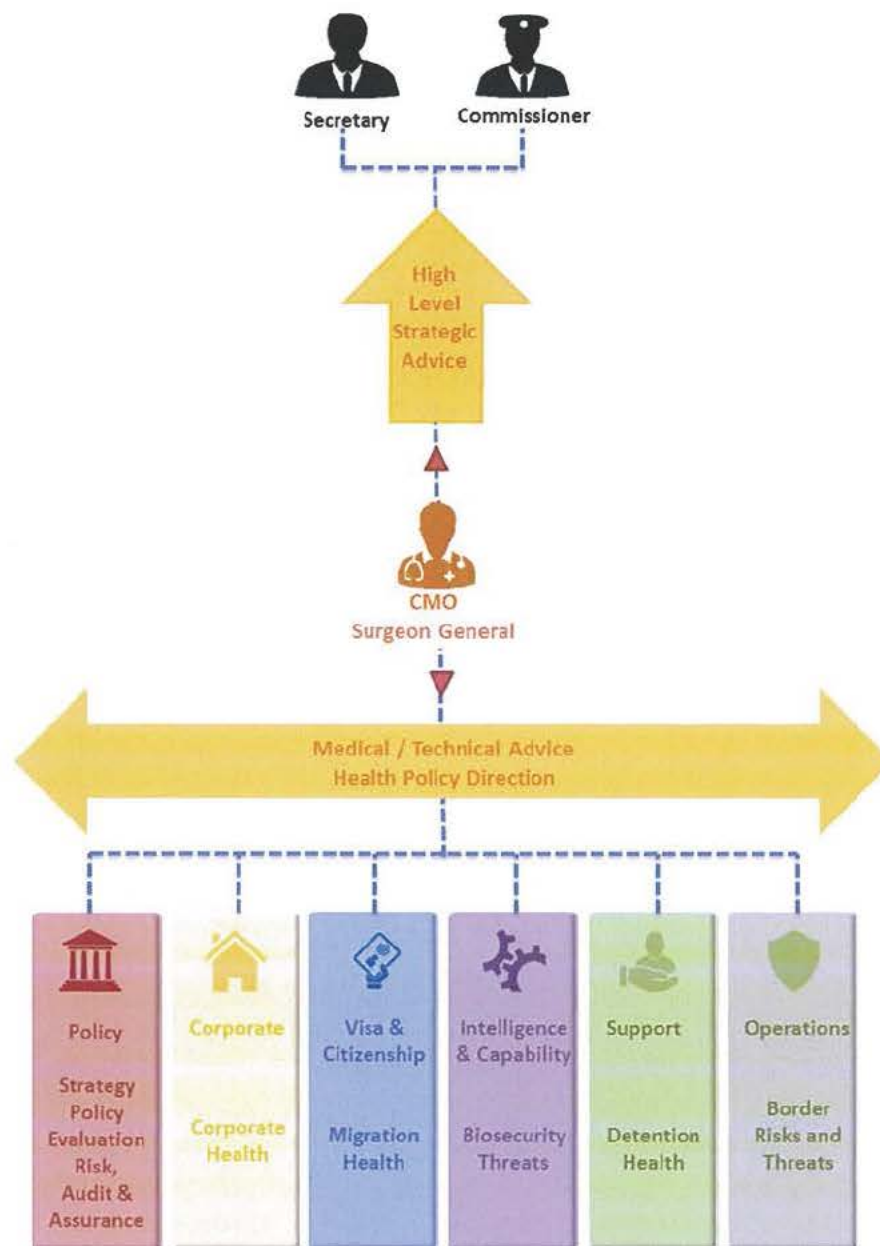 Secretary
Commissioner
High
Level
Strategic
Advice
CMO
Surgeon General
Medical / Technical Advice
Health Policy Direction
Policy
Strategy
Policy
Evaluation
Risk,
Audit &
Assurance
Corporate
Corporate
Health
Visa &
Citizenship
Migration
Health
Intelligence
& Capability
Biosecurity
Threats
Support
Detention
Health
Operations
Border
Risks and
Threats